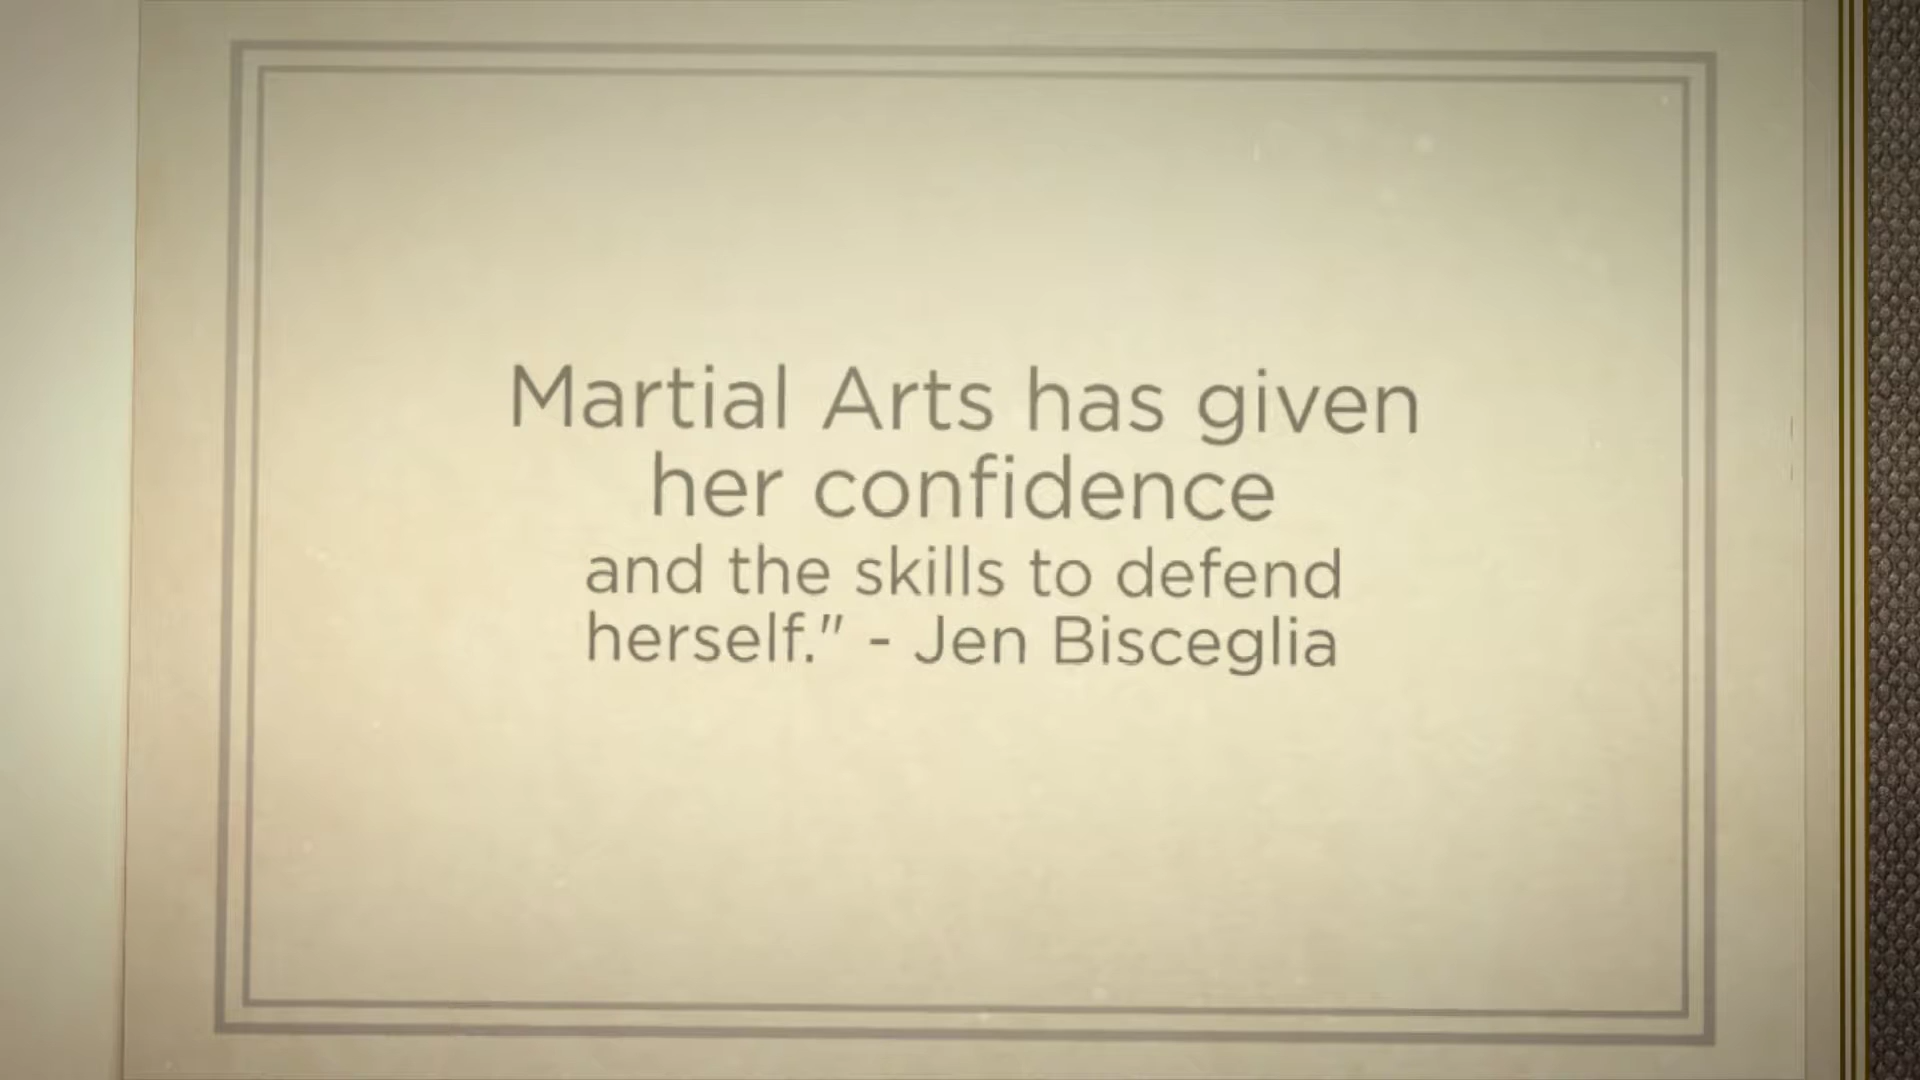 Martial Arts has given
her confidence
and the skills to defend
herself." - Jen Bisceglia